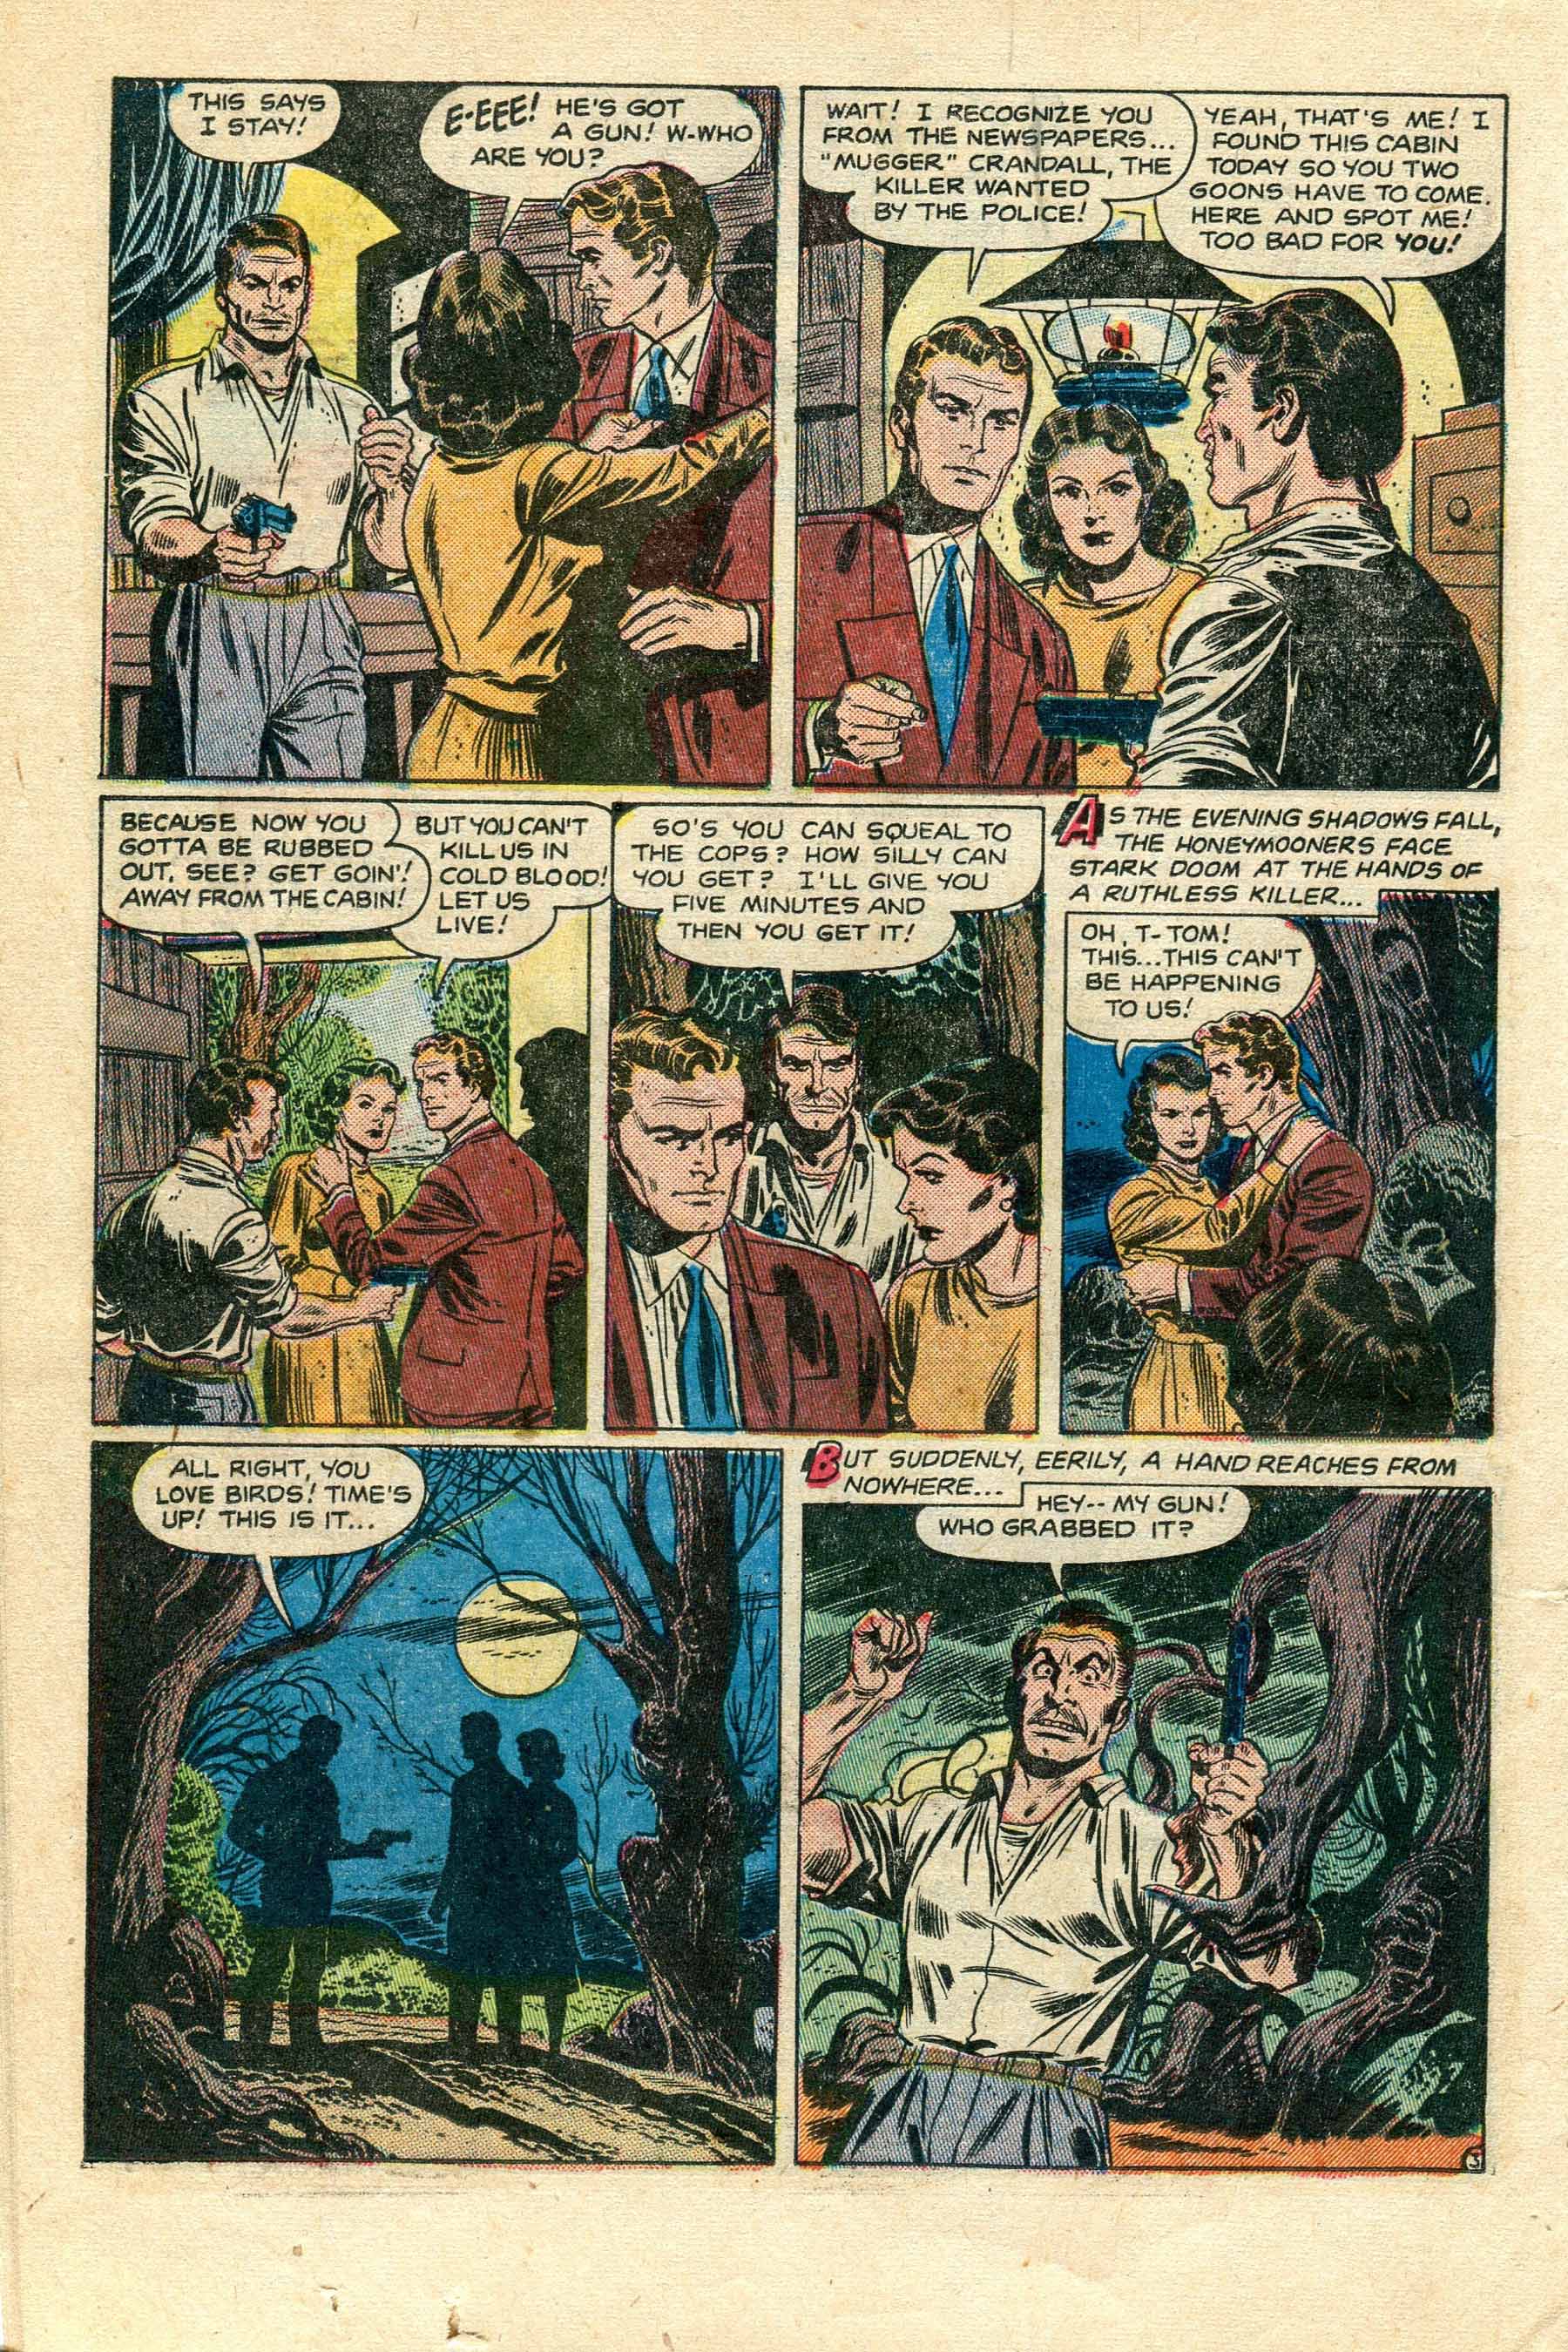 THIS SAYS
I STAY!
E-EEE! HE'S GOT
A GUN! W-WHO
ARE YOU?
WAIT! I RECOGNIZE YOU
FROM THE NEWSPAPERS...
"MUGGER" CRANDALL, THE
KILLER WANTED
BY THE POLICE!
YEAH, THAT'S ME! I
FOUND THIS CABIN
TODAY SO YOU TWO
GOONS HAVE TO COME
HERE AND SPOT ME!
TOO BAD FOR YOU!
BECAUSE NOW YOU
GOTTA BE RUBBED
OUT, SEE? GET GOIN'!
AWAY FROM THE CABIN!
BUT YOU CAN'T
KILL US IN
COLD BLOOD!
LET US
LIVE!
SO'S YOU CAN SQUEAL TO
THE COPS? HOW SILLY CAN
YOU GET? I'LL GIVE YOU
FIVE MINUTES AND
THEN YOU GET IT!
AS THE EVENING SHADOWS FALL,
THE HONEYMOONERS FACE
STARK DOOM AT THE HANDS OF
A RUTHLESS KILLER...
OH, T-TOM!
THIS...THIS CAN'T
BE HAPPENING
TO US!
ALL RIGHT, YOU
LOVE BIRDS! TIME'S
UP! THIS IS IT...
BUT SUDDENLY, EERILY, A HAND REACHES FROM
NOWHERE...
HEY-- MY GUN!
WHO GRABBED IT?
3